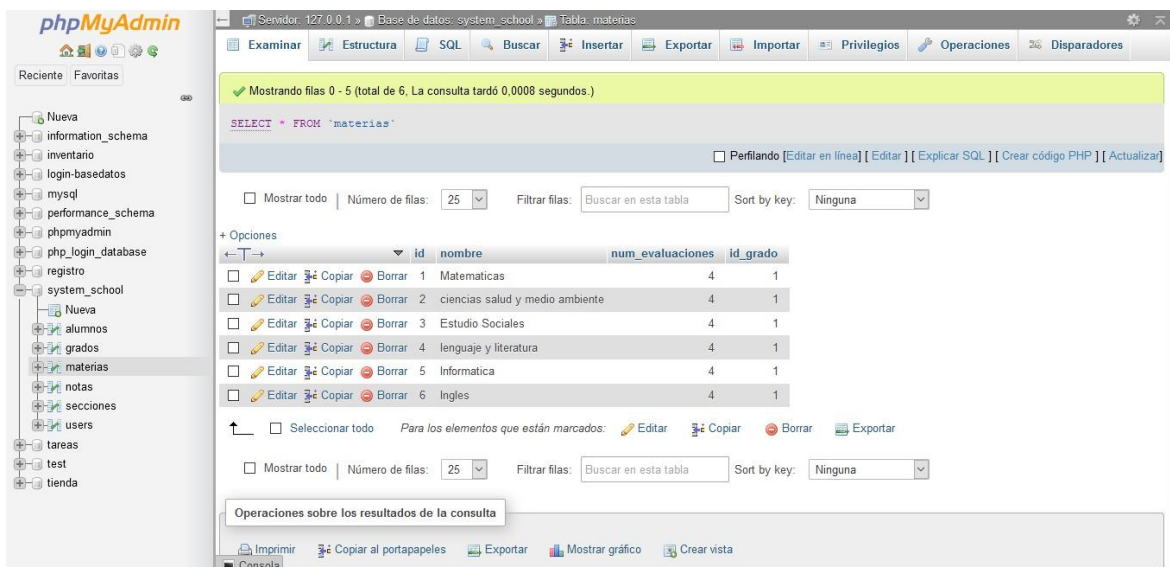 phpMyAdmin
Reciente Favoritas
Nueva
information_schema
inventario
login-basedatos
mysql
performance_schema
phpmyadmin
php_login_database
registro
system_school
Nueva
alumnos
grados
materias
notas
secciones
users
tareas
test
tienda
Servidor: 127.0.0.1 » Base de datos: system_school » Tabla: materias
Examinar Estructura SQL Buscar Insertar Exportar Importar Privilegios Operaciones Disparadores
Mostrando filas 0 - 5 (total de 6, La consulta tardó 0,0008 segundos.)
SELECT * FROM `materias`
Perfilando [Editar en línea] [ Editar ] [ Explicar SQL ] [ Crear código PHP ] [ Actualizar]
Mostrar todo | Número de filas: 25 Filtrar filas: Buscar en esta tabla Sort by key: Ninguna
+ Opciones
←T→ id nombre num_evaluaciones id_grado
Editar Copiar Borrar 1 Matematicas 4 1
Editar Copiar Borrar 2 ciencias salud y medio ambiente 4 1
Editar Copiar Borrar 3 Estudio Sociales 4 1
Editar Copiar Borrar 4 lenguaje y literatura 4 1
Editar Copiar Borrar 5 Informatica 4 1
Editar Copiar Borrar 6 Ingles 4 1
Seleccionar todo Para los elementos que están marcados: Editar Copiar Borrar Exportar
Mostrar todo | Número de filas: 25 Filtrar filas: Buscar en esta tabla Sort by key: Ninguna
Operaciones sobre los resultados de la consulta
Imprimir Copiar al portapapeles Exportar Mostrar gráfico Crear vista
Consola